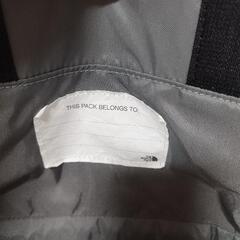 THIS PACK BELONGS TO:
THE
NORTH
FACE